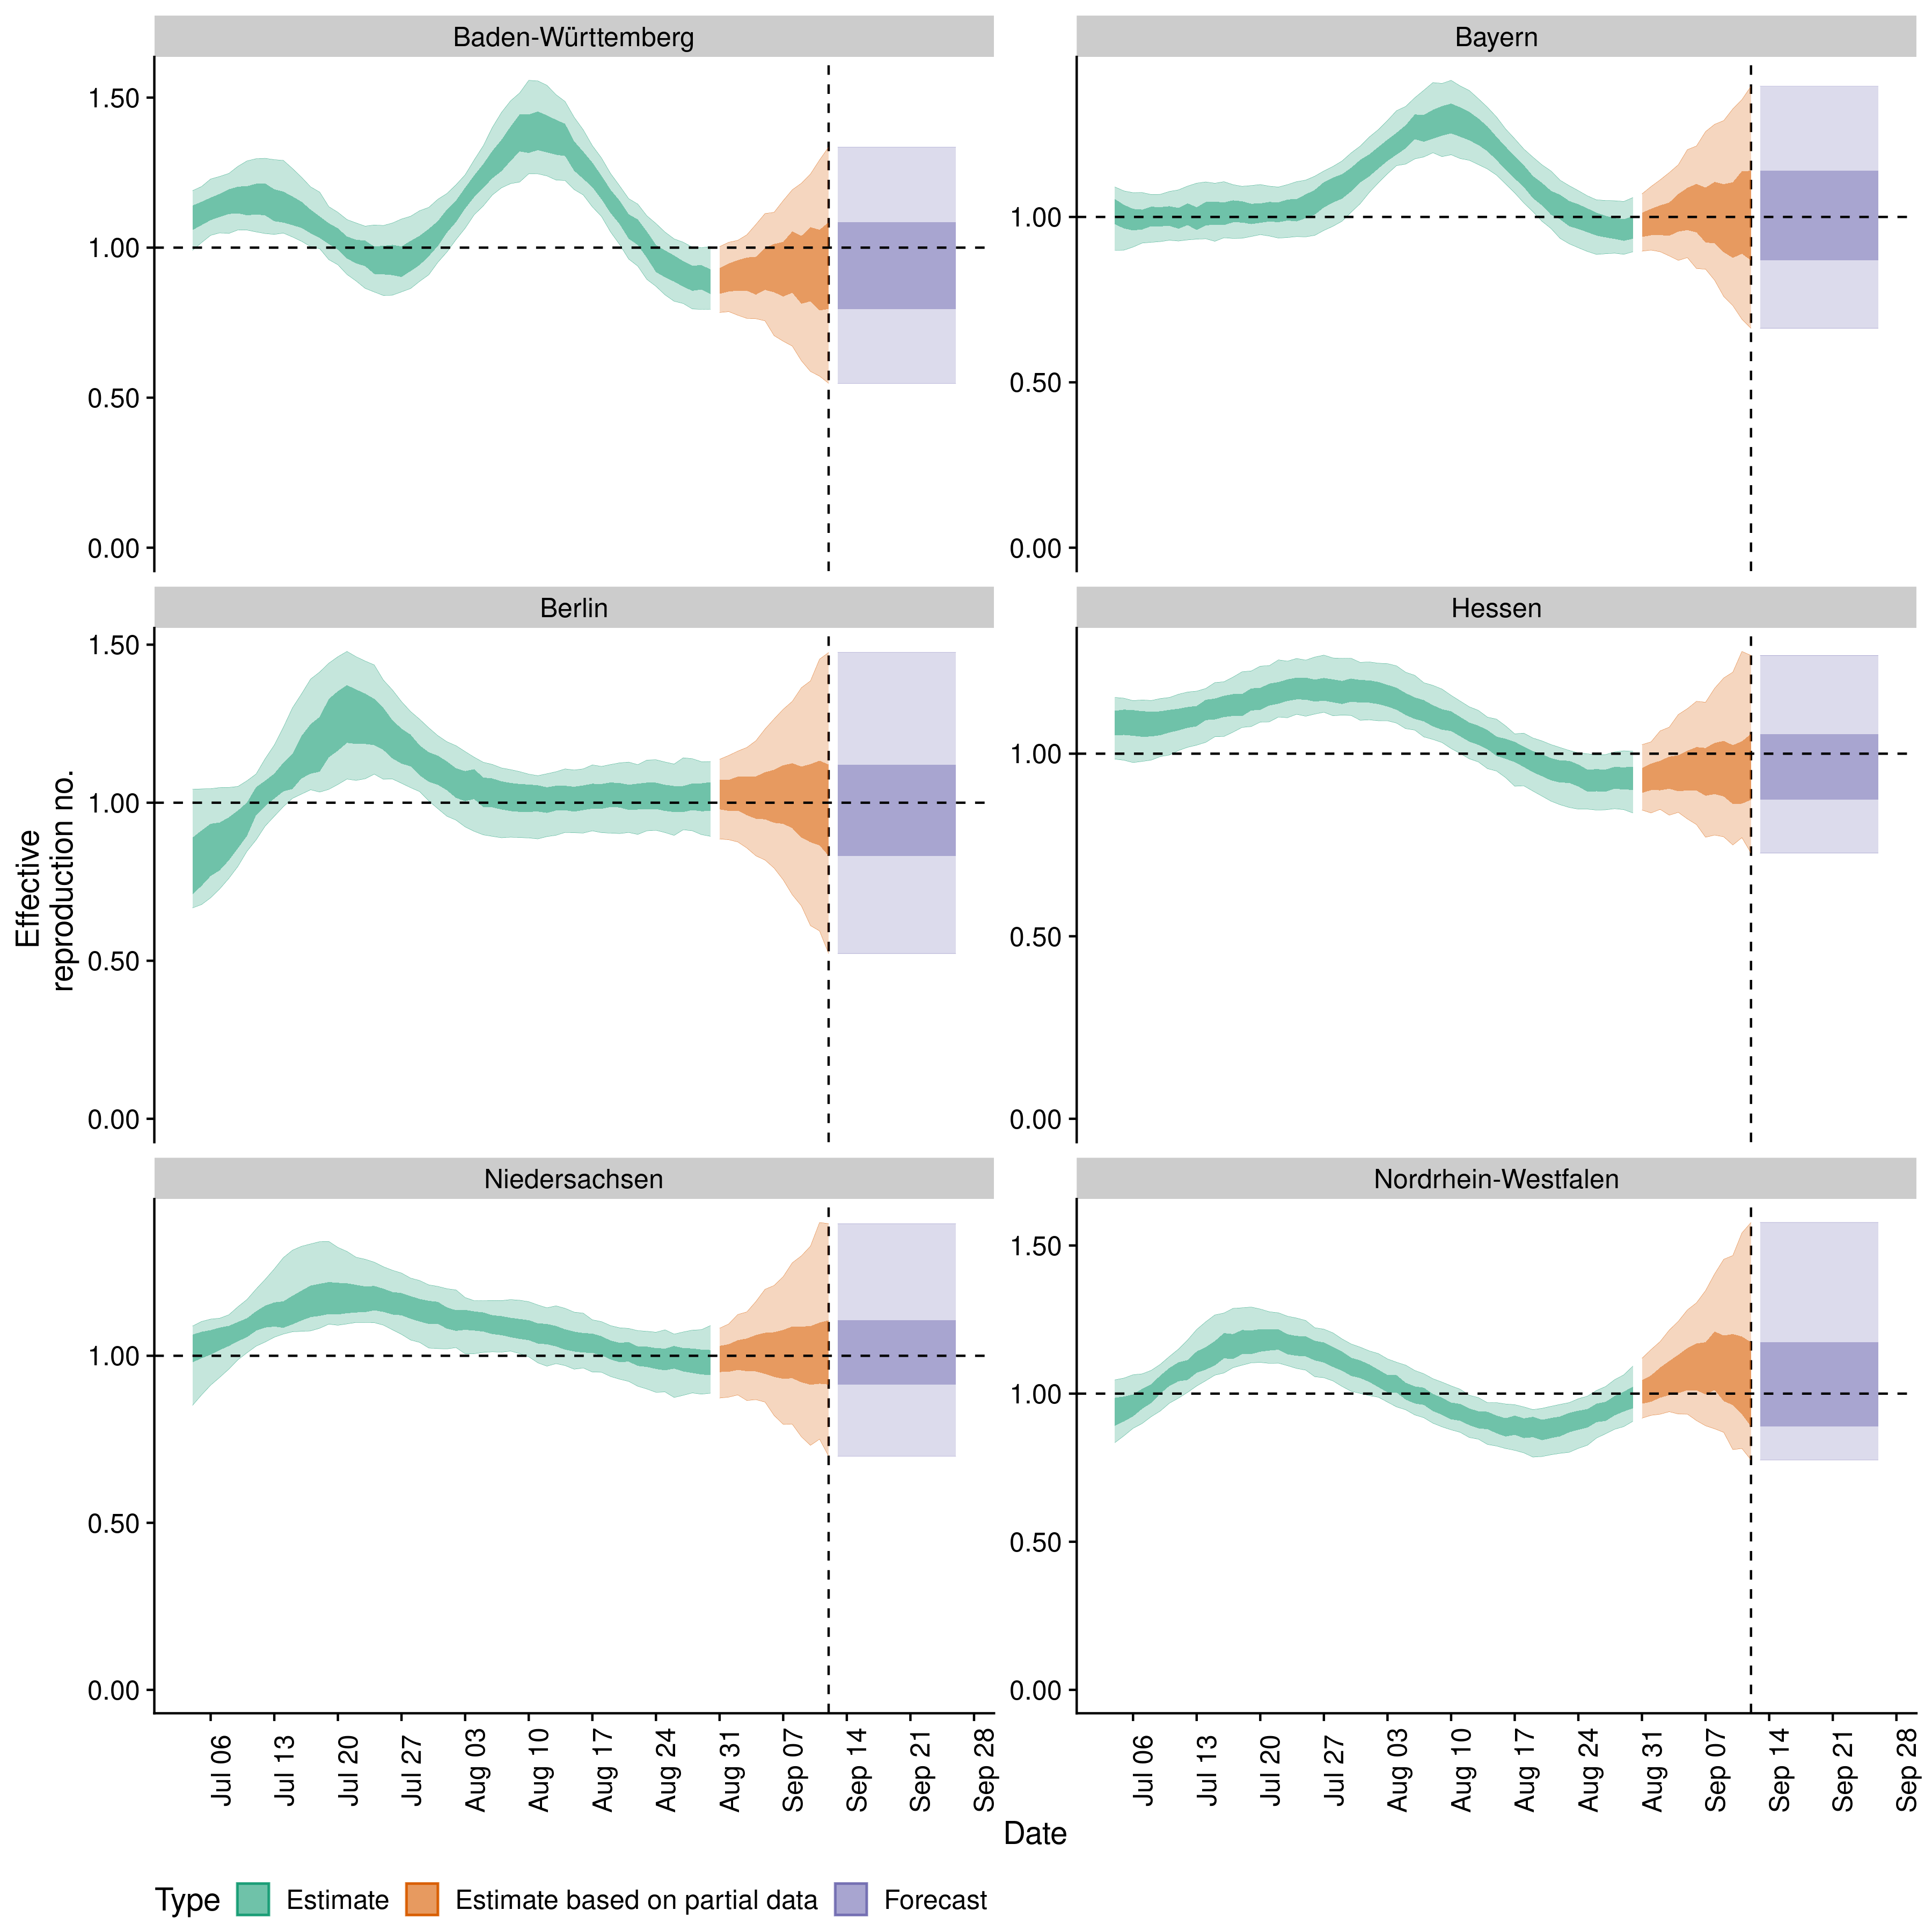 Baden-Württemberg
Bayern
1.50
1.00
0.50
0.00
1.00
0.50
0.00
Berlin
Hessen
1.50
1.00
0.50
0.00
1.00
0.50
0.00
Effective
reproduction no.
Niedersachsen
Nordrhein-Westfalen
1.00
0.50
0.00
1.50
1.00
0.50
0.00
Jul 06
Jul 13
Jul 20
Jul 27
Aug 03
Aug 10
Aug 17
Aug 24
Aug 31
Sep 07
Sep 14
Sep 21
Sep 28
Jul 06
Jul 13
Jul 20
Jul 27
Aug 03
Aug 10
Aug 17
Aug 24
Aug 31
Sep 07
Sep 14
Sep 21
Sep 28
Date
Type Estimate Estimate based on partial data Forecast